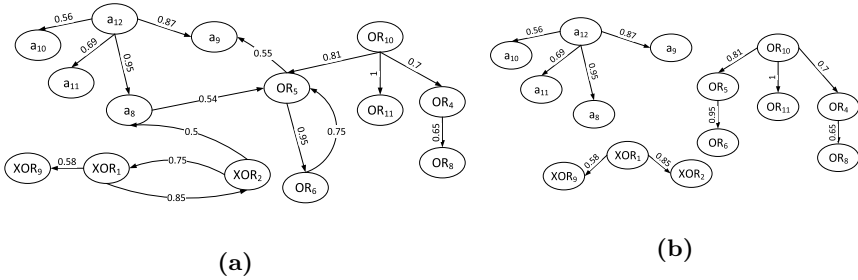 0.56
a12
0.87
a10
0.69
a9
a11
0.95
0.55
0.81
OR10
a8
0.54
OR5
1
0.7
OR11
OR4
0.5
0.95
0.75
0.65
XOR9
0.58
XOR1
0.75
XOR2
OR6
OR8
0.85
(a)
0.56
a12
0.87
a10
0.69
a9
a11
0.95
a8
0.81
OR10
1
0.7
OR5
OR11
OR4
0.95
0.65
OR6
OR8
XOR9
0.58
XOR1
0.85
XOR2
(b)